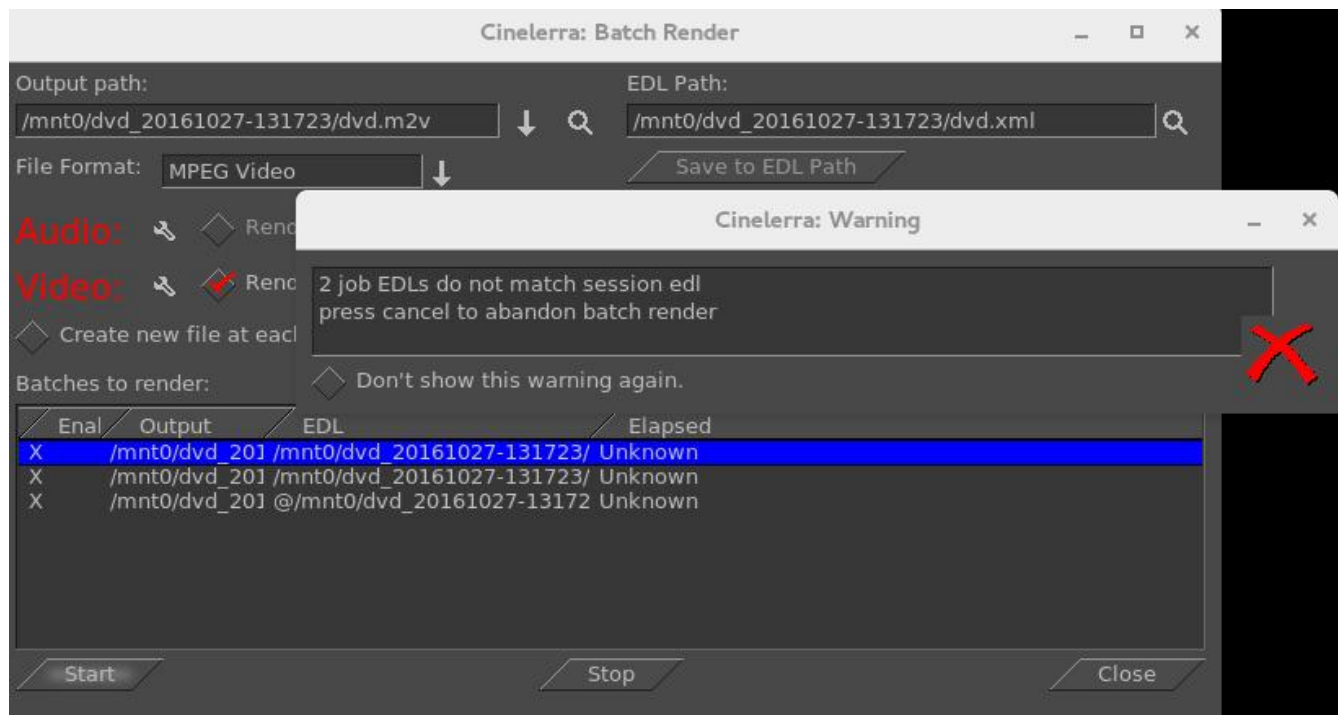 Cinelerra: Batch Render
Output path:
EDL Path:
/mnt0/dvd_20161027-131723/dvd.m2v
/mnt0/dvd_20161027-131723/dvd.xml
File Format:
MPEG Video
Save to EDL Path
Cinelerra: Warning
Audio:
Rend
Video:
Rend
2 job EDLs do not match session edl
press cancel to abandon batch render
Create new file at each
Don't show this warning again.
Batches to render:
Enal Output EDL Elapsed
X /mnt0/dvd_201 /mnt0/dvd_20161027-131723/ Unknown
X /mnt0/dvd_201 /mnt0/dvd_20161027-131723/ Unknown
X /mnt0/dvd_201 @/mnt0/dvd_20161027-13172 Unknown
Start
Stop
Close